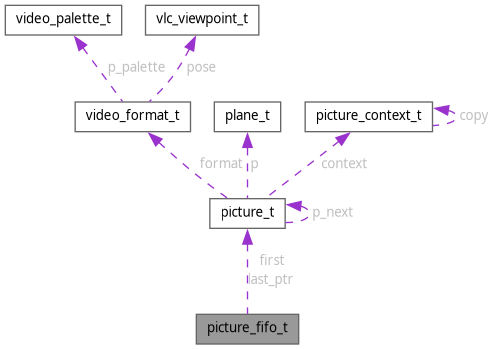 video_palette_t
vlc_viewpoint_t
p_palette
pose
video_format_t
plane_t
picture_context_t
copy
format
p
context
picture_t
p_next
first
last_ptr
picture_fifo_t